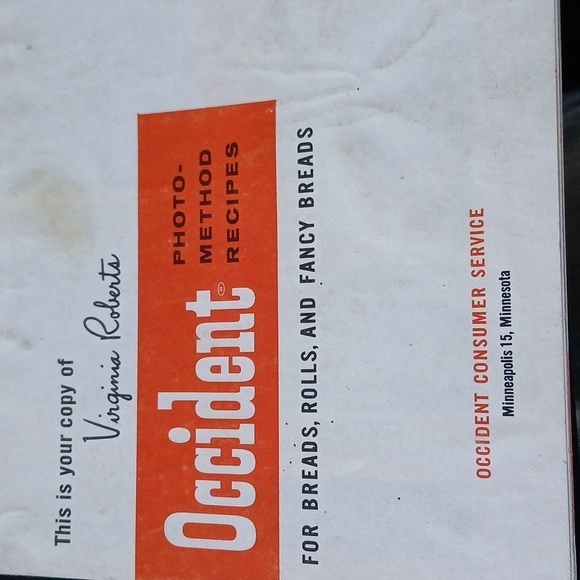 This is your copy of
Virginia Roberts
Occident® PHOTO-
METHOD
RECIPES
FOR BREADS, ROLLS, AND FANCY BREADS
OCCIDENT CONSUMER SERVICE
Minneapolis 15, Minnesota